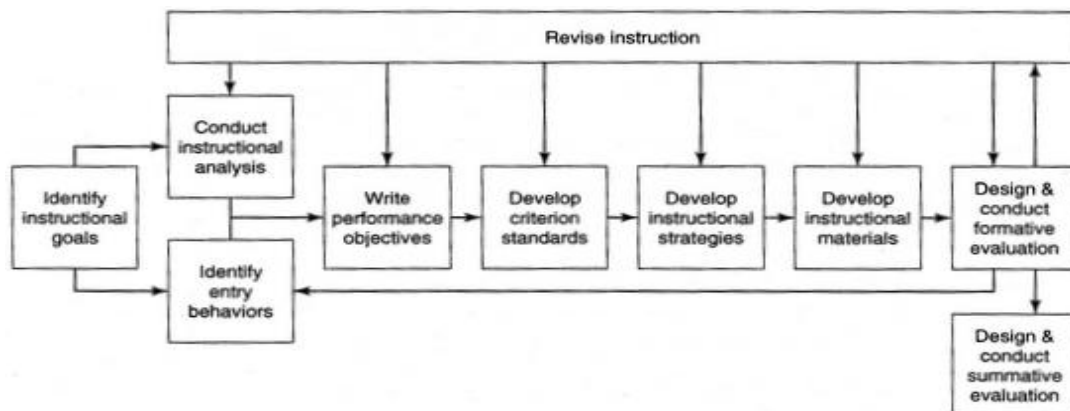 Revise instruction
Conduct
instructional
analysis
Identify
instructional
goals
Identify
entry
behaviors
Write
performance
objectives
Develop
criterion
standards
Develop
instructional
strategies
Develop
instructional
materials
Design &
conduct
formative
evaluation
Design &
conduct
summative
evaluation